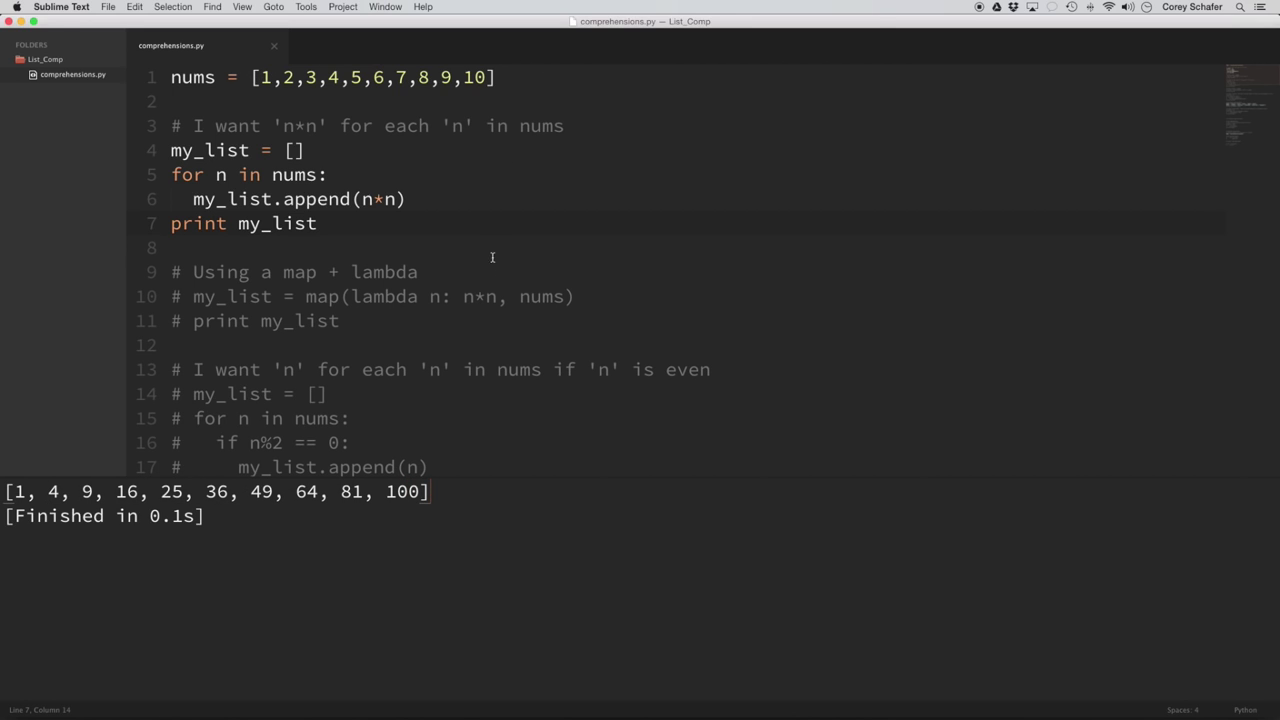 Sublime Text File Edit Selection Find View Goto Tools Project Window Help Corey Schafer
comprehensions.py — List_Comp
FOLDERS
List_Comp
comprehensions.py
comprehensions.py
1 nums = [1,2,3,4,5,6,7,8,9,10]
2
3 # I want 'n*n' for each 'n' in nums
4 my_list = []
5 for n in nums:
6 my_list.append(n*n)
7 print my_list
8
9 # Using a map + lambda
10 # my_list = map(lambda n: n*n, nums)
11 # print my_list
12
13 # I want 'n' for each 'n' in nums if 'n' is even
14 # my_list = []
15 # for n in nums:
16 #   if n%2 == 0:
17 #     my_list.append(n)
[1, 4, 9, 16, 25, 36, 49, 64, 81, 100]
[Finished in 0.1s]
Line 7, Column 14 Spaces: 4 Python